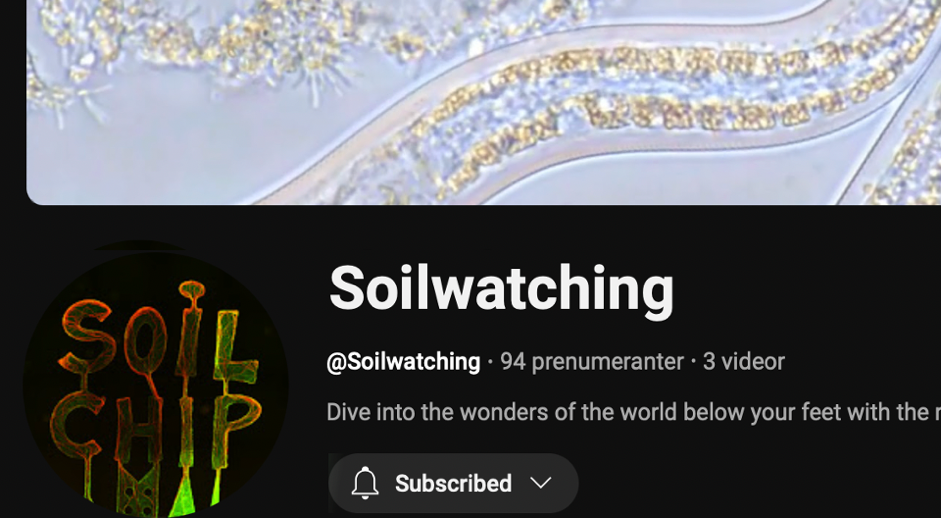 Soilwatching
@Soilwatching · 94 prenumeranter · 3 videor
Dive into the wonders of the world below your feet with the
SOIL
CHIP
Subscribed